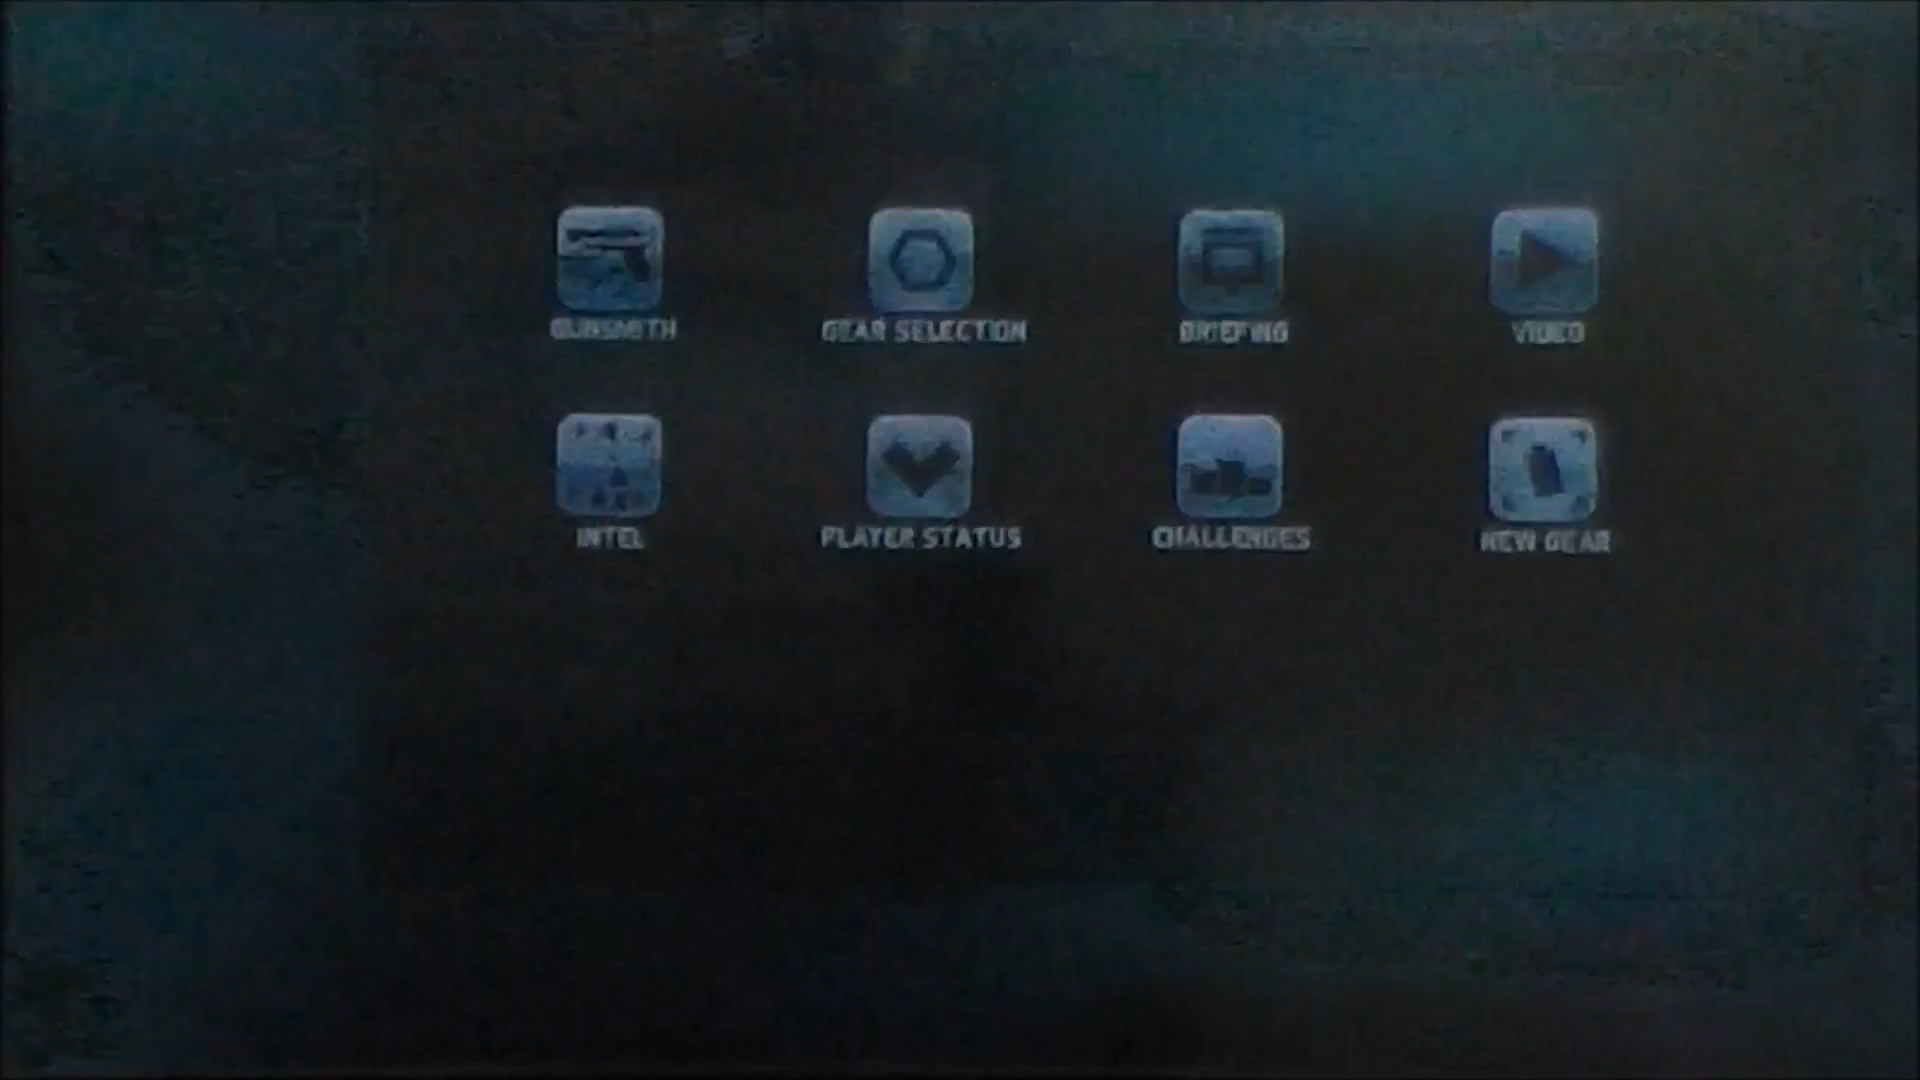 GUNSMITH
GEAR SELECTION
BRIEFING
VIDEO
INTEL
PLAYER STATUS
CHALLENGES
NEW GEAR